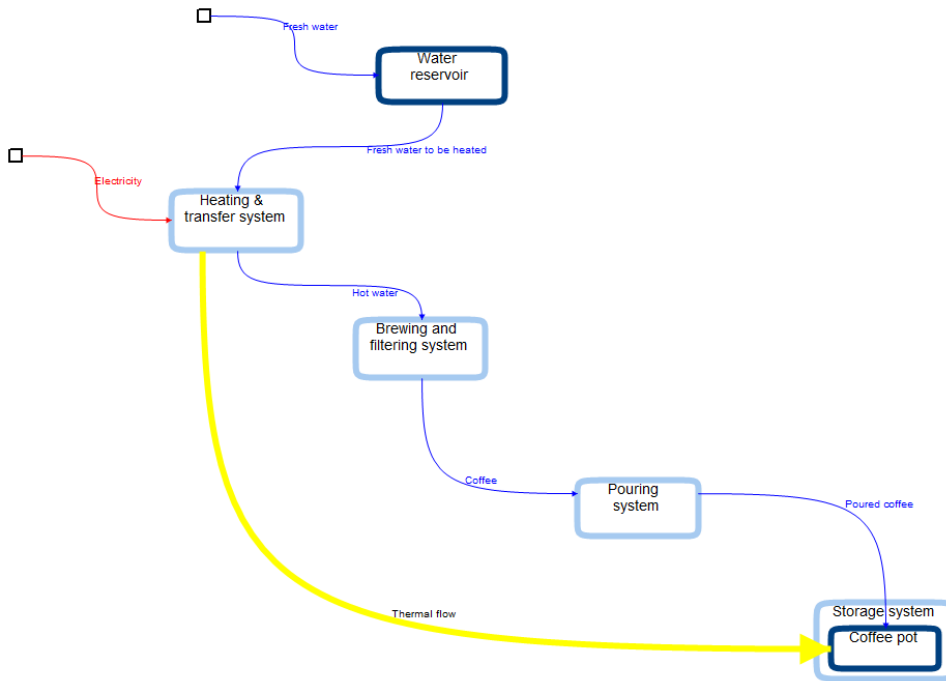 Fresh water
Water
reservoir
Fresh water to be heated
Electricity
Heating &
transfer system
Hot water
Brewing and
filtering system
Coffee
Pouring
system
Poured coffee
Thermal flow
Storage system
Coffee pot